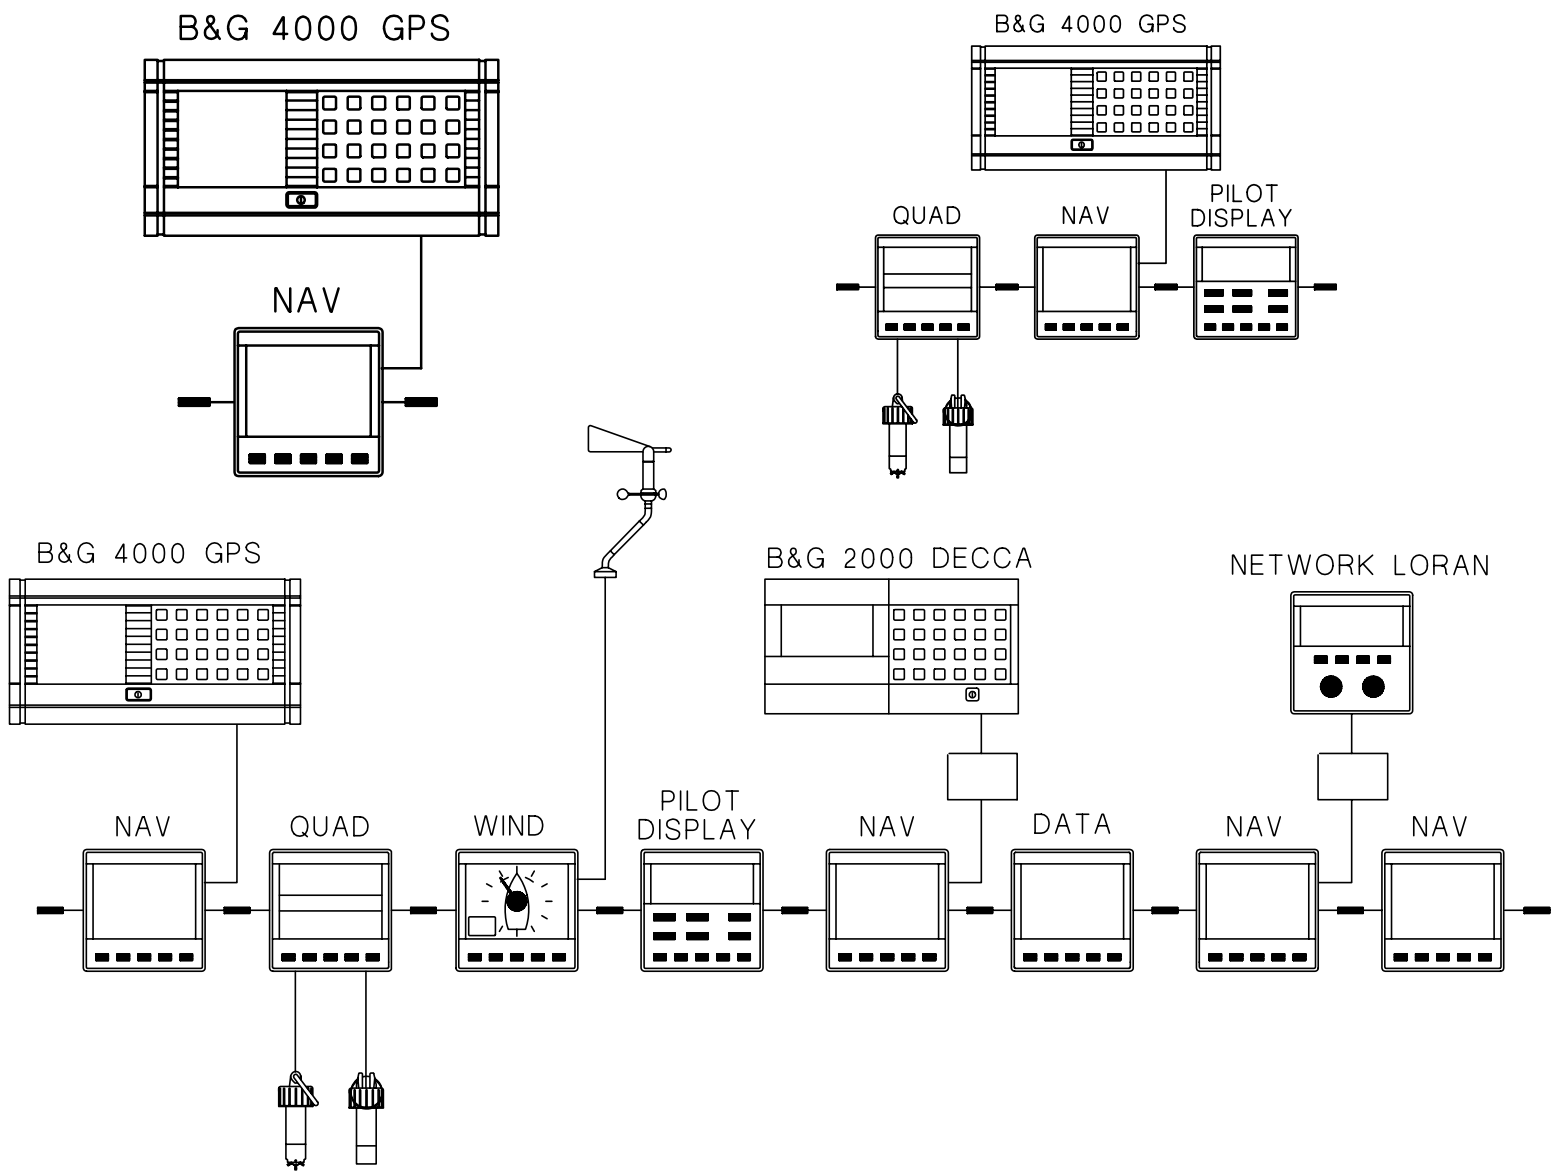 B&G 4000 GPS
NAV
B&G 4000 GPS
QUAD
NAV
PILOT
DISPLAY
B&G 4000 GPS
NAV
QUAD
WIND
PILOT
DISPLAY
B&G 2000 DECCA
NAV
DATA
NETWORK LORAN
NAV
NAV